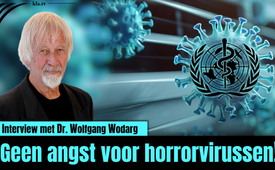 kla.tv
Interview met Dr. Wolfgang Wodarg
Geen angst voor horrorvirussen!